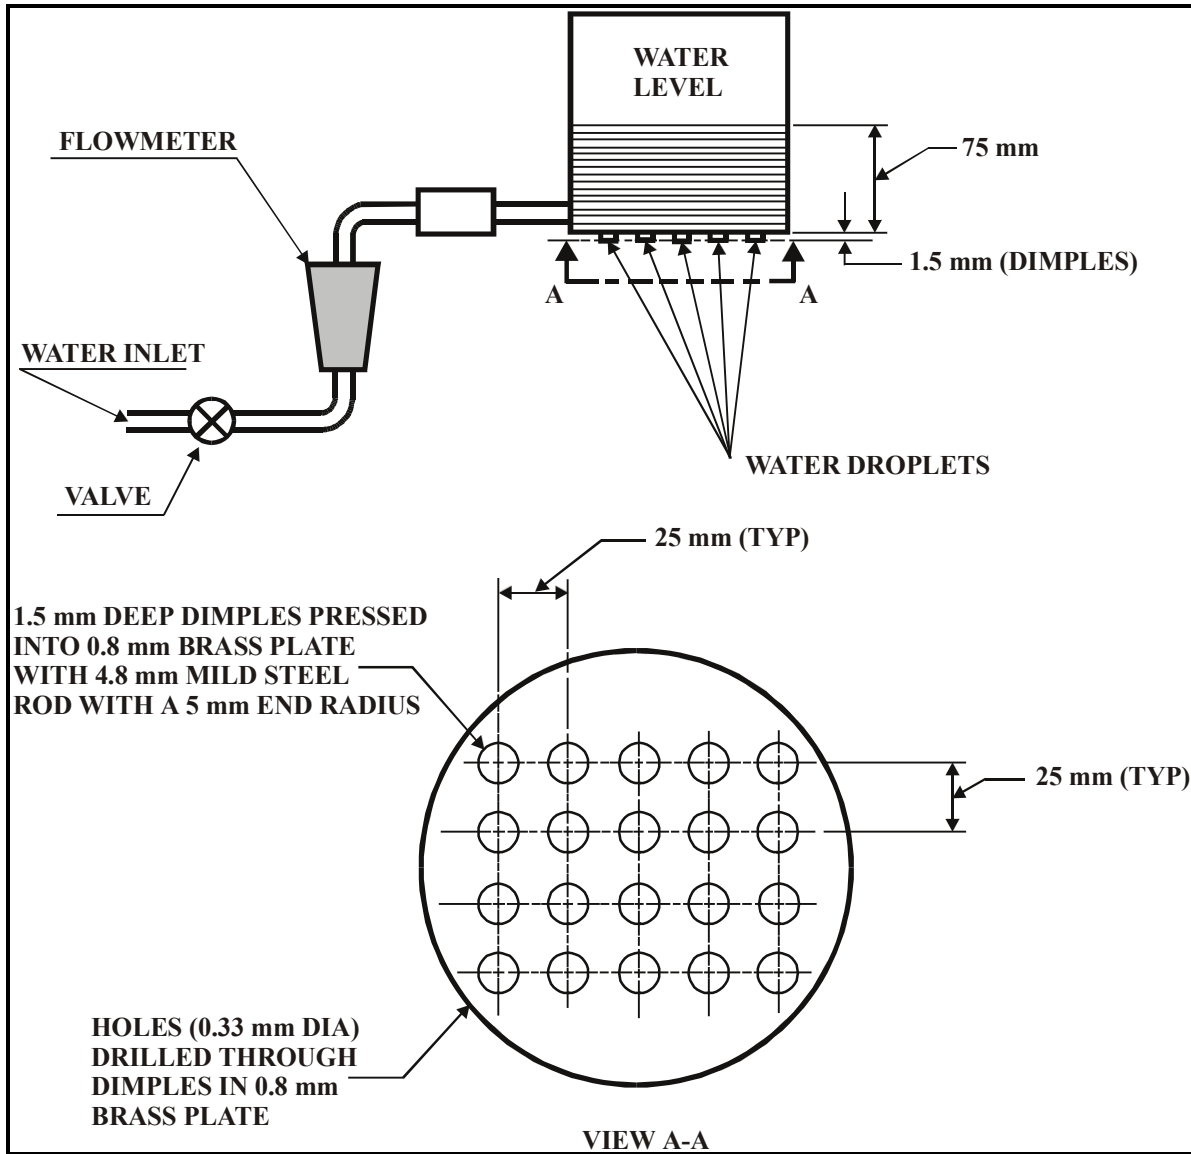 WATER
LEVEL
FLOWMETER
75 mm
1.5 mm (DIMPLES)
A
A
WATER INLET
WATER DROPLETS
VALVE
25 mm (TYP)
1.5 mm DEEP DIMPLES PRESSED
INTO 0.8 mm BRASS PLATE
WITH 4.8 mm MILD STEEL
ROD WITH A 5 mm END RADIUS
25 mm (TYP)
HOLES (0.33 mm DIA)
DRILLED THROUGH
DIMPLES IN 0.8 mm
BRASS PLATE
VIEW A-A